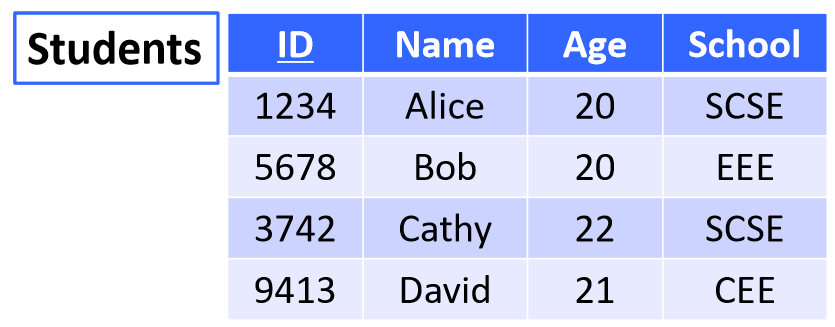 Students
ID Name Age School
1234 Alice 20 SCSE
5678 Bob 20 EEE
3742 Cathy 22 SCSE
9413 David 21 CEE